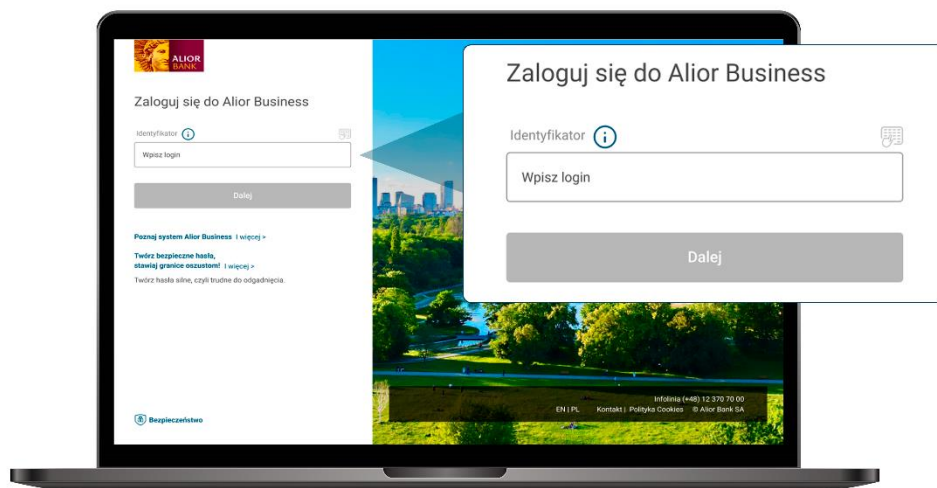 ALIOR
BANK
Zaloguj się do Alior Business
Identyfikator
Wpisz login
Dalej
Poznaj system Alior Business | więcej >
Twórz bezpieczne hasła,
stawiaj granice oszustom! | więcej >
Twórz hasła silne, czyli trudne do odgadnięcia.
Bezpieczeństwo
Zaloguj się do Alior Business
Identyfikator
Wpisz login
Dalej
Infolinia (+48) 12 370 70 00
EN | PL Kontakt | Polityka Cookies © Alior Bank SA